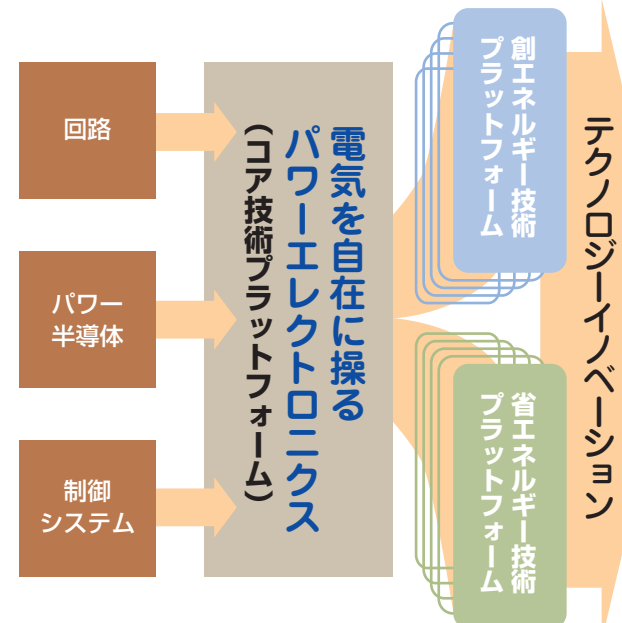 回路
パワー
半導体
制御
システム
電気を自在に操る
パワーエレクトロニクス
(コア技術プラットフォーム)
創エネルギー技術
プラットフォーム
省エネルギー技術
プラットフォーム
テクノロジーイノベーション